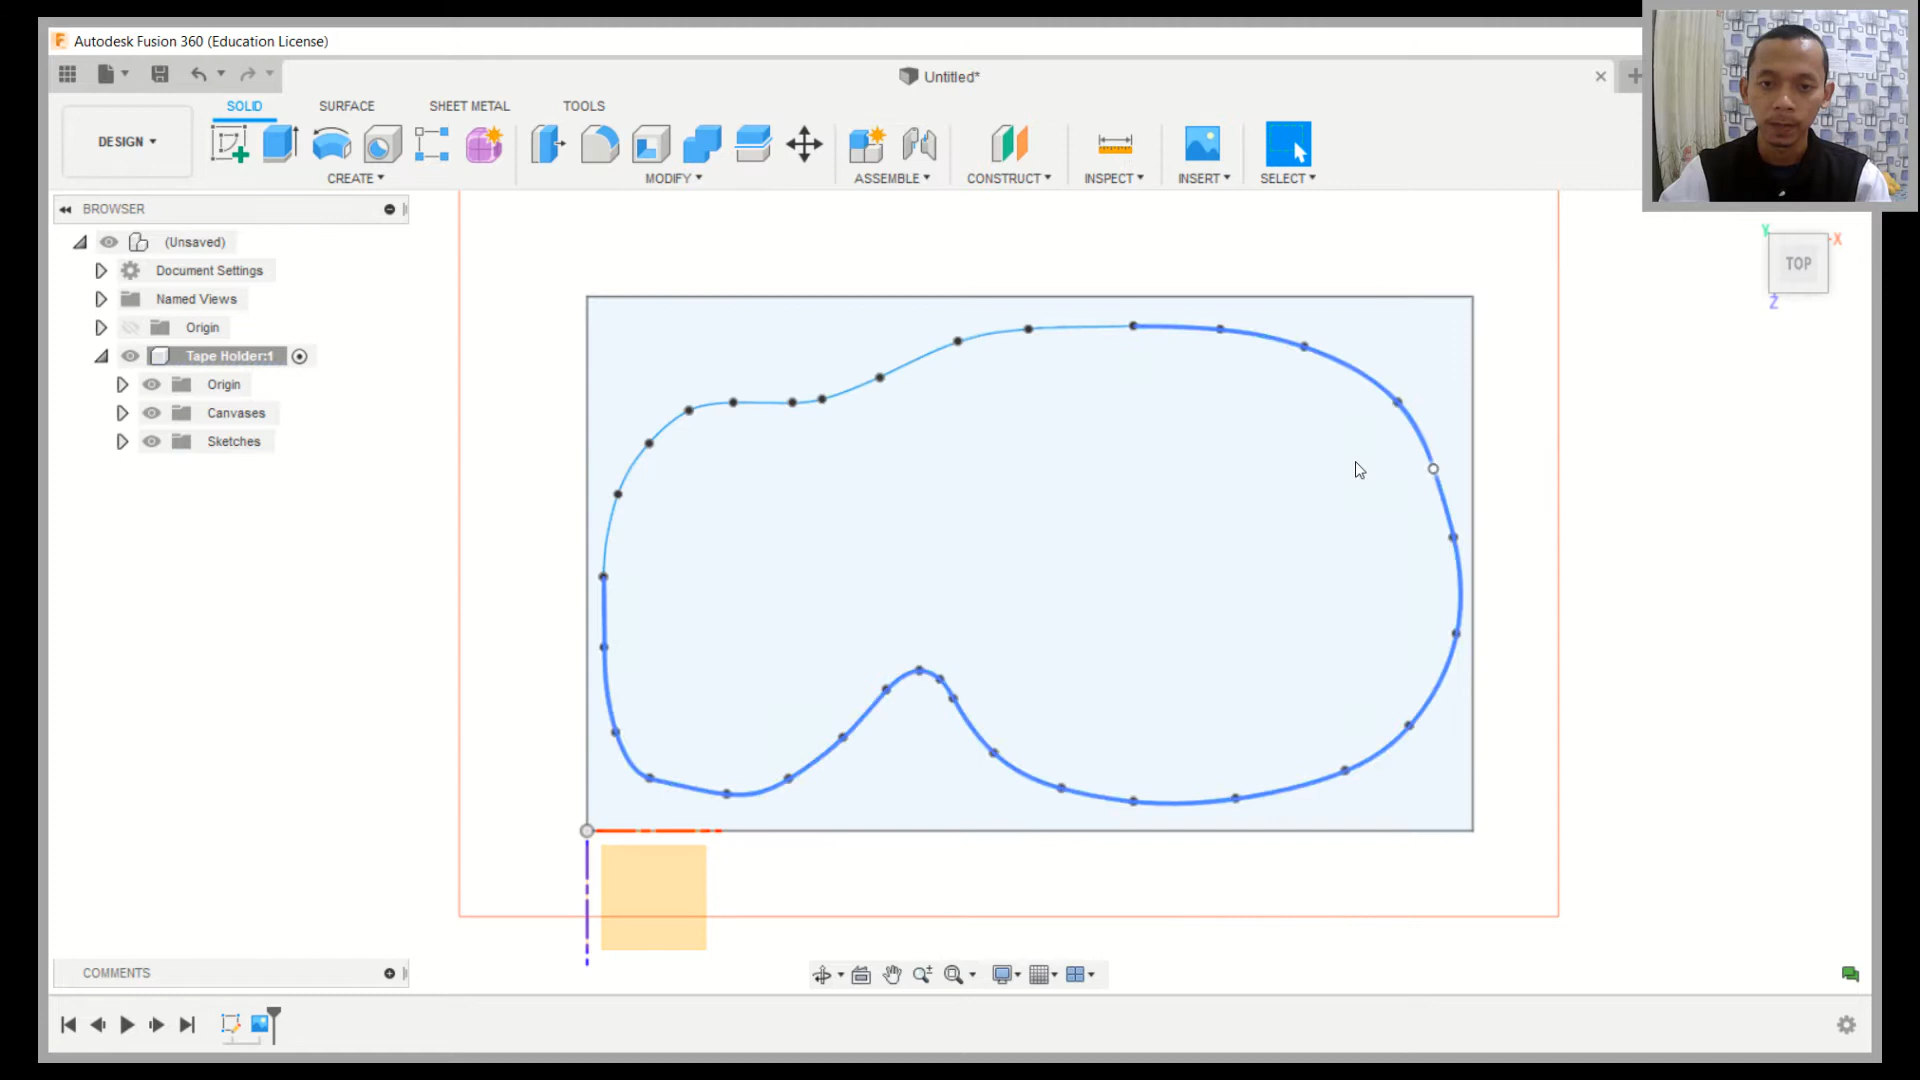 Autodesk Fusion 360 (Education License)
Untitled*
SOLID
SURFACE
SHEET METAL
TOOLS
DESIGN
CREATE
MODIFY
ASSEMBLE
CONSTRUCT
INSPECT
INSERT
SELECT
BROWSER
(Unsaved)
Document Settings
Named Views
Origin
Tape Holder:1
Origin
Canvases
Sketches
Y
X
TOP
Z
COMMENTS